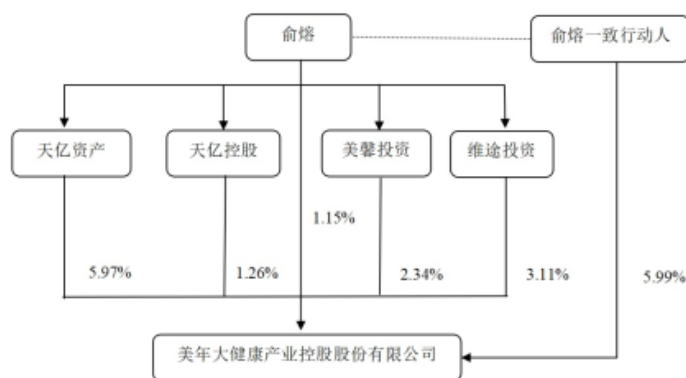 俞熔
俞熔一致行动人
天亿资产
天亿控股
美馨投资
维途投资
1.15%
5.97%
1.26%
2.34%
3.11%
5.99%
美年大健康产业控股股份有限公司